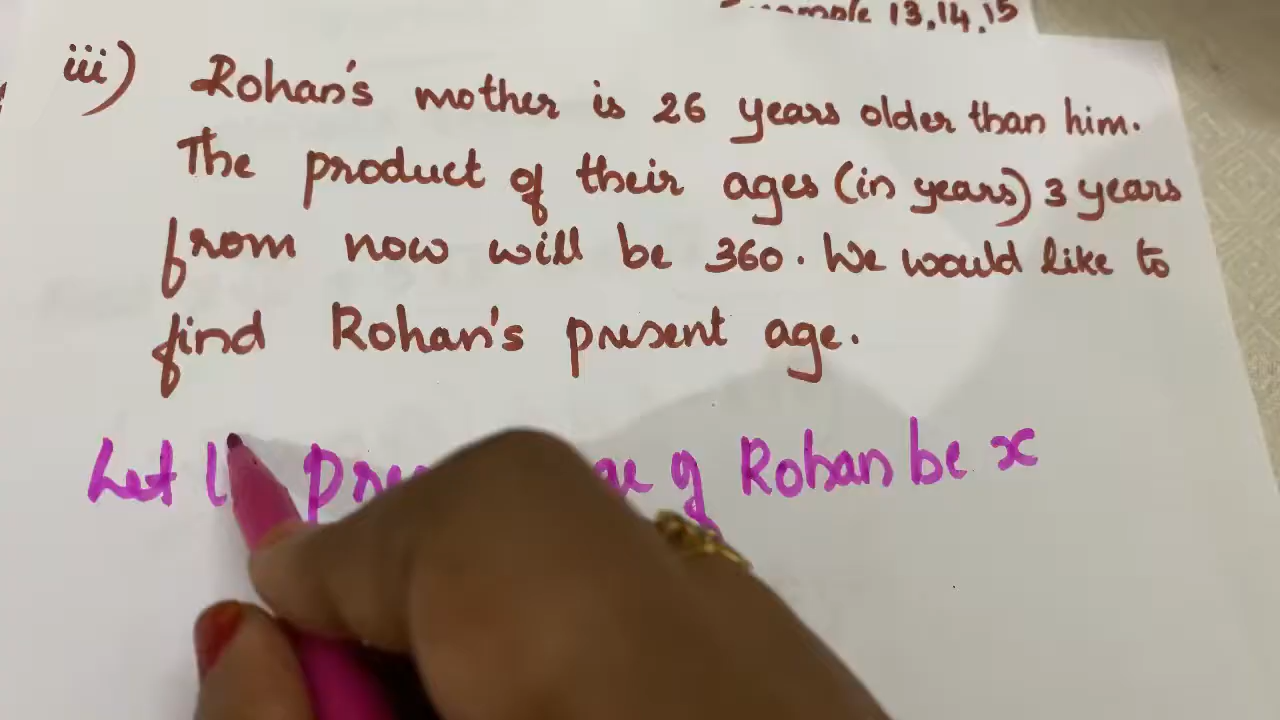 13,14,15
iii) Rohan's mother is 26 years older than him.
The product of their ages (in years) 3 years
from now will be 360. We would like to
find Rohan's present age.
Let Rohan be x